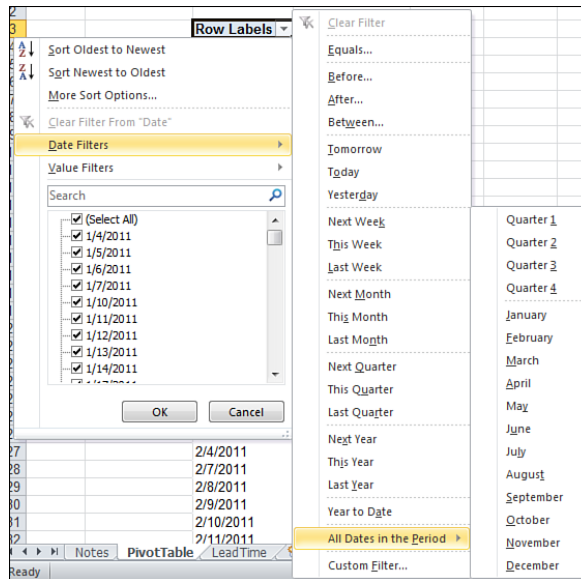 3
Row Labels
Sort Oldest to Newest
Sort Newest to Oldest
More Sort Options...
Clear Filter From "Date"
Date Filters
Value Filters
Search
(Select All)
1/4/2011
1/5/2011
1/6/2011
1/7/2011
1/10/2011
1/11/2011
1/12/2011
1/13/2011
1/14/2011
OK
Cancel
Clear Filter
Equals...
Before...
After...
Between...
Tomorrow
Today
Yesterday
Next Week
This Week
Last Week
Next Month
This Month
Last Month
Next Quarter
This Quarter
Last Quarter
Next Year
This Year
Last Year
Year to Date
All Dates in the Period
Custom Filter...
Quarter 1
Quarter 2
Quarter 3
Quarter 4
January
February
March
April
May
June
July
August
September
October
November
December
27 2/4/2011
28 2/7/2011
29 2/8/2011
30 2/9/2011
31 2/10/2011
32 2/11/2011
Notes PivotTable LeadTime
Ready